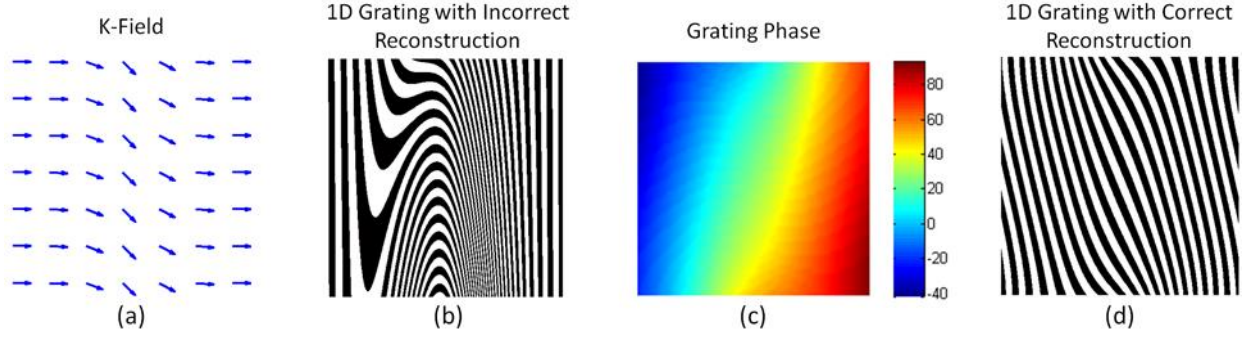 K-Field
1D Grating with Incorrect
Reconstruction
Grating Phase
1D Grating with Correct
Reconstruction
80
60
40
20
0
-20
-40
(a)
(b)
(c)
(d)